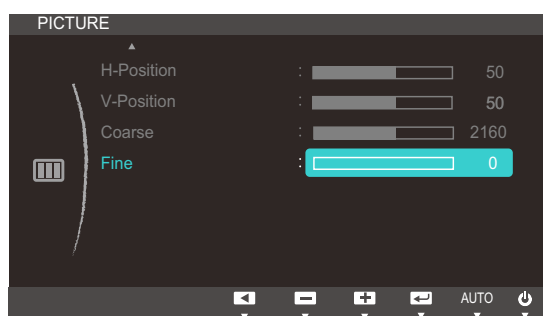 PICTURE
H-Position : 50
V-Position : 50
Coarse : 2160
Fine : 0
AUTO